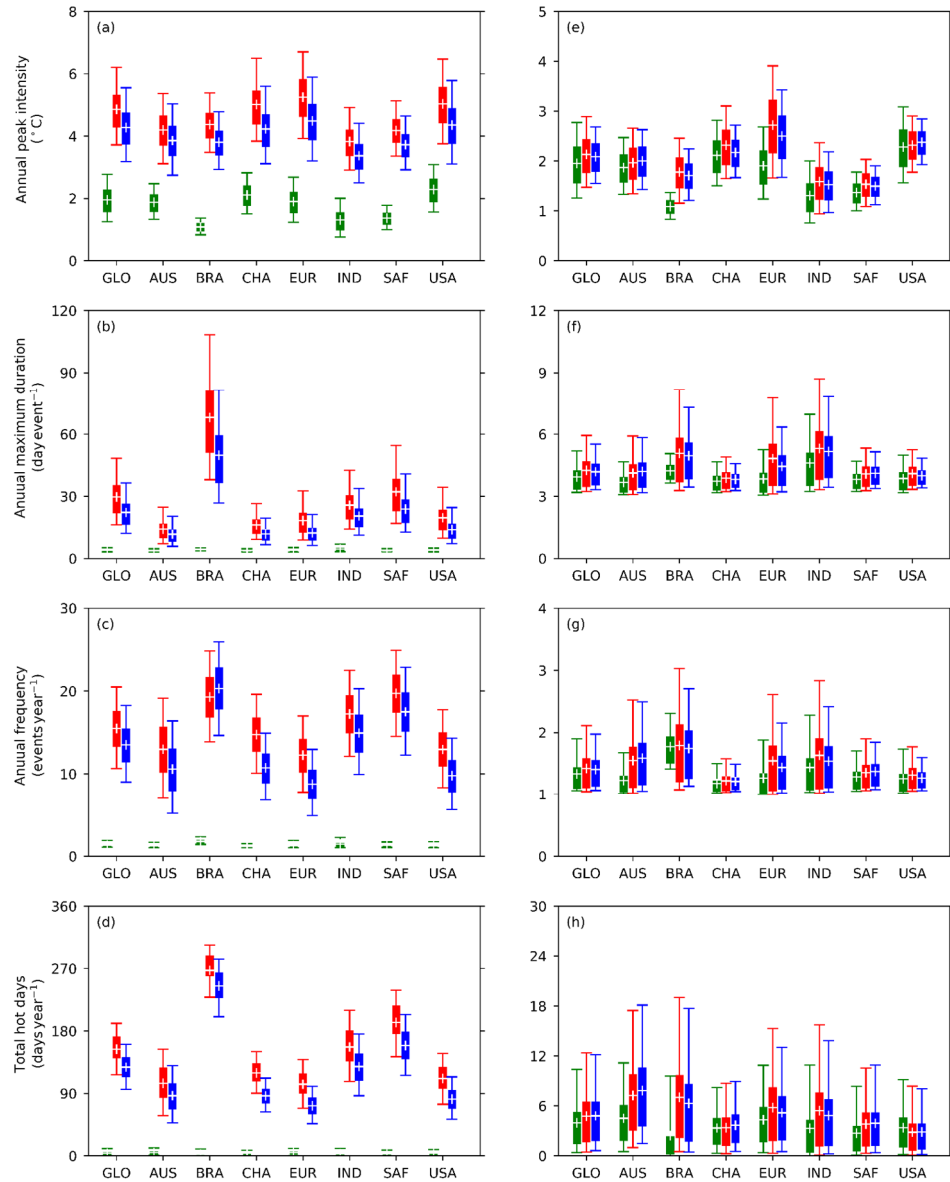 (a)
Annual peak intensity
(°C)
8
6
4
2
0
GLO AUS BRA CHA EUR IND SAF USA
(e)
5
4
3
2
1
0
GLO AUS BRA CHA EUR IND SAF USA
(b)
Anuual maximum duration
(day event⁻¹)
120
90
60
30
0
GLO AUS BRA CHA EUR IND SAF USA
(f)
12
9
6
3
0
GLO AUS BRA CHA EUR IND SAF USA
(c)
Anuual frequency
(events year⁻¹)
30
20
10
0
GLO AUS BRA CHA EUR IND SAF USA
(g)
4
3
2
1
0
GLO AUS BRA CHA EUR IND SAF USA
(d)
Total hot days
(days year⁻¹)
360
270
180
90
0
GLO AUS BRA CHA EUR IND SAF USA
(h)
30
24
18
12
6
0
GLO AUS BRA CHA EUR IND SAF USA